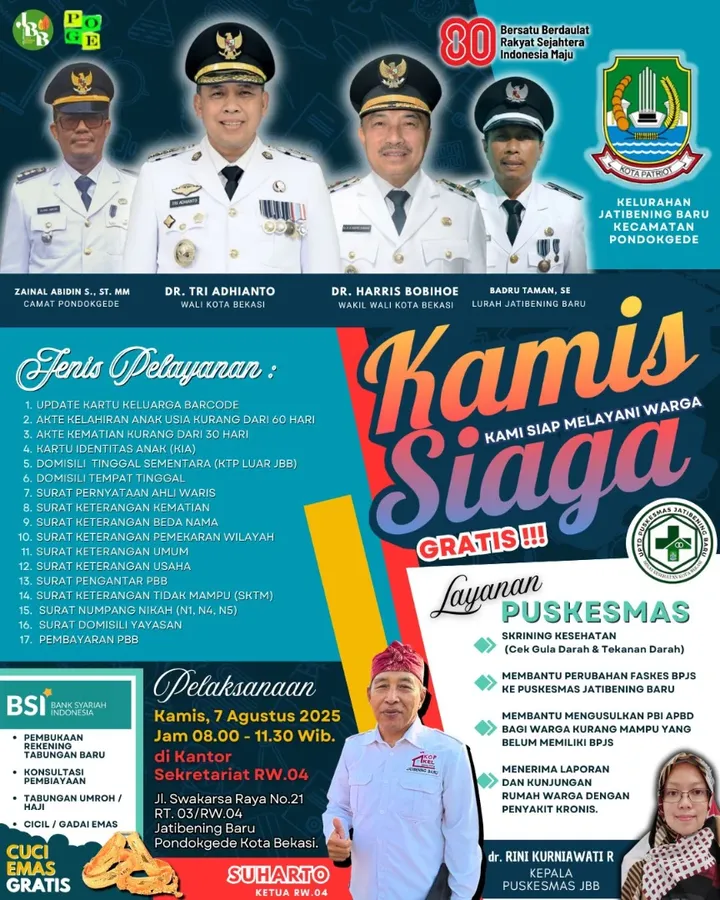 JBB
POGE
80
Bersatu Berdaulat
Rakyat Sejahtera
Indonesia Maju
KOTA PATRIOT
KELURAHAN
JATIBENING BARU
KECAMATAN
PONDOKGEDE
ZAINAL ABIDIN S., ST. MM
CAMAT PONDOKGEDE
DR. TRI ADHIANTO
WALI KOTA BEKASI
DR. HARRIS BOBIHOE
WAKIL WALI KOTA BEKASI
BADRU TAMAN, SE
LURAH JATIBENING BARU
Kamis
KAMI SIAP MELAYANI WARGA
Siaga
GRATIS !!!
Jenis Pelayanan :
1. UPDATE KARTU KELUARGA BARCODE
2. AKTE KELAHIRAN ANAK USIA KURANG DARI 60 HARI
3. AKTE KEMATIAN KURANG DARI 30 HARI
4. KARTU IDENTITAS ANAK (KIA)
5. DOMISILI TINGGAL SEMENTARA (KTP LUAR JBB)
6. DOMISILI TEMPAT TINGGAL
7. SURAT PERNYATAAN AHLI WARIS
8. SURAT KETERANGAN KEMATIAN
9. SURAT KETERANGAN BEDA NAMA
10. SURAT KETERANGAN PEMEKARAN WILAYAH
11. SURAT KETERANGAN UMUM
12. SURAT KETERANGAN USAHA
13. SURAT PENGANTAR PBB
14. SURAT KETERANGAN TIDAK MAMPU (SKTM)
15. SURAT NUMPANG NIKAH (N1, N4, N5)
16. SURAT DOMISILI YAYASAN
17. PEMBAYARAN PBB
UPTD PUSKESMAS JATIBENING BARU
Layanan
PUSKESMAS
SKRINING KESEHATAN
(Cek Gula Darah & Tekanan Darah)
MEMBANTU PERUBAHAN FASKES BPJS
KE PUSKESMAS JATIBENING BARU
MEMBANTU MENGUSULKAN PBI APBD
BAGI WARGA KURANG MAMPU YANG
BELUM MEMILIKI BPJS
MENERIMA LAPORAN
DAN KUNJUNGAN
RUMAH WARGA DENGAN
PENYAKIT KRONIS.
dr. RINI KURNIAWATI R
KEPALA
PUSKESMAS JBB
BSI
BANK SYARIAH
INDONESIA
PEMBUKAAN
REKENING
TABUNGAN BARU
KONSULTASI
PEMBIAYAAN
TABUNGAN UMROH /
HAJI
CICIL / GADAI EMAS
CUCI
EMAS
GRATIS
Pelaksanaan
Kamis, 7 Agustus 2025
Jam 08.00 - 11.30 Wib.
di Kantor
Sekretariat RW.04
Jl. Swakarsa Raya No.21
RT. 03/RW.04
Jatibening Baru
Pondokgede Kota Bekasi.
SUHARTO
KETUA RW.04